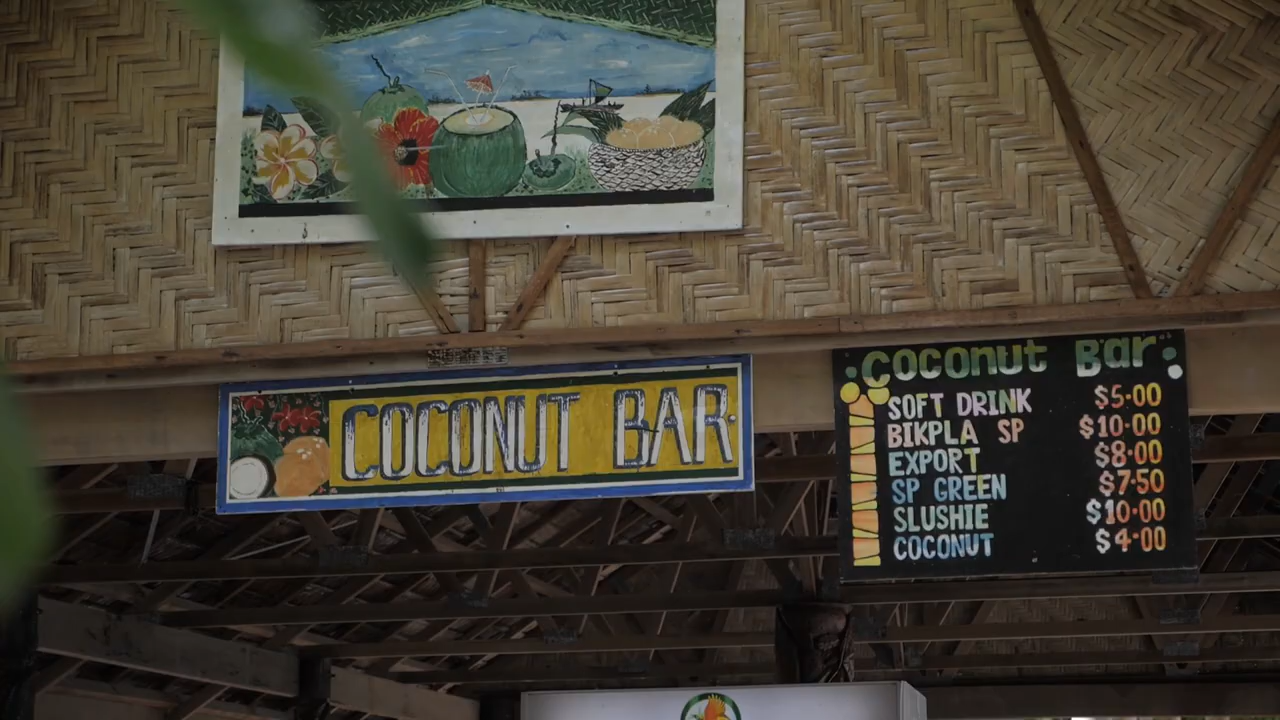 COCONUT BAR.
Coconut Bar
SOFT DRINK $5.00
BIKPLA SP $10.00
EXPORT $8.00
SP GREEN $7.50
SLUSHIE $10.00
COCONUT $4.00